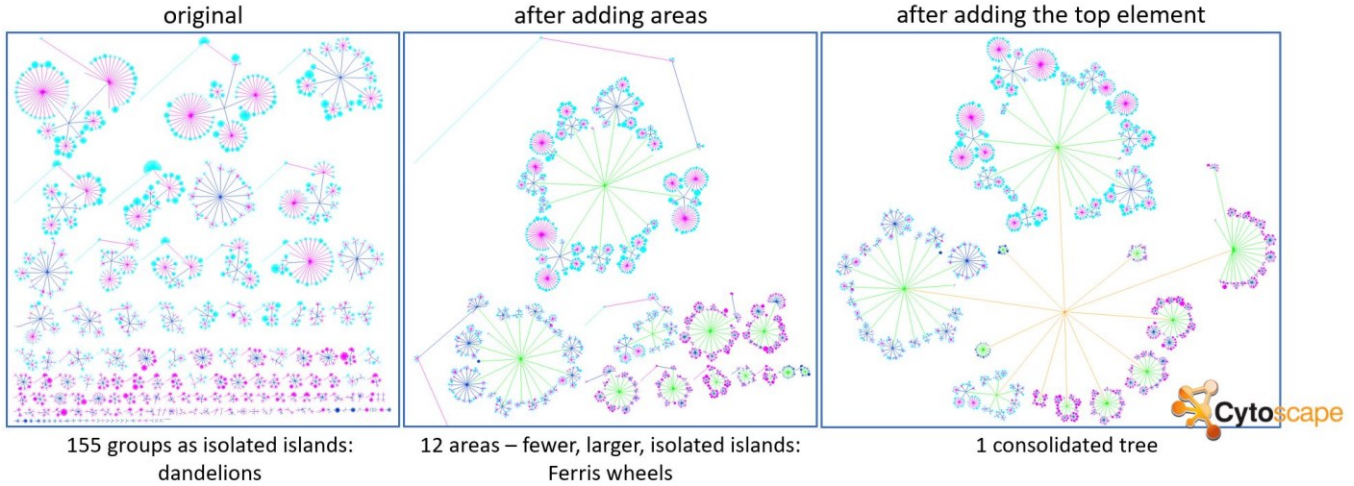 original
after adding areas
after adding the top element
155 groups as isolated islands:
dandelions
12 areas – fewer, larger, isolated islands:
Ferris wheels
1 consolidated tree
Cytoscape